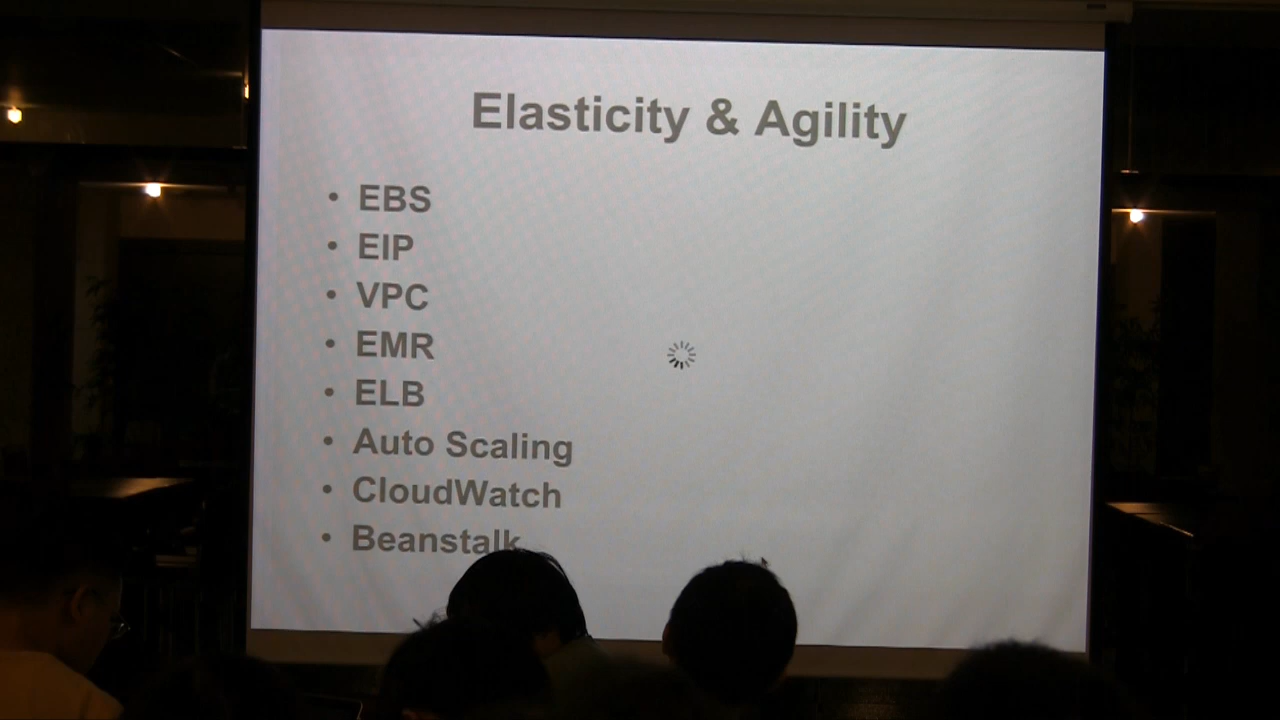 Elasticity & Agility
• EBS
• EIP
• VPC
• EMR
• ELB
• Auto Scaling
• CloudWatch
• Beanstalk